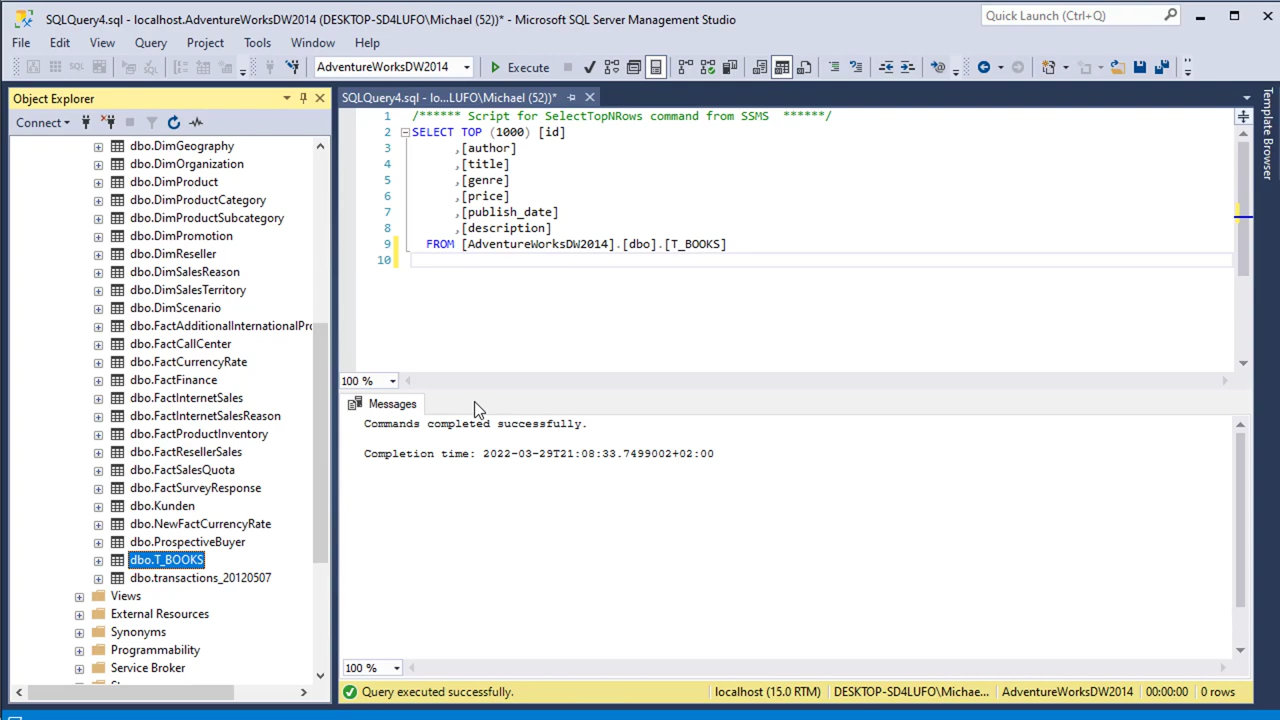 SQLQuery4.sql - localhost.AdventureWorksDW2014 (DESKTOP-SD4LUFO\Michael (52))* - Microsoft SQL Server Management Studio
Quick Launch (Ctrl+Q)
File Edit View Query Project Tools Window Help
AdventureWorksDW2014 Execute
Object Explorer
Connect
dbo.DimGeography
dbo.DimOrganization
dbo.DimProduct
dbo.DimProductCategory
dbo.DimProductSubcategory
dbo.DimPromotion
dbo.DimReseller
dbo.DimSalesReason
dbo.DimSalesTerritory
dbo.DimScenario
dbo.FactAdditionalInternationalPro
dbo.FactCallCenter
dbo.FactCurrencyRate
dbo.FactFinance
dbo.FactInternetSales
dbo.FactInternetSalesReason
dbo.FactProductInventory
dbo.FactResellerSales
dbo.FactSalesQuota
dbo.FactSurveyResponse
dbo.Kunden
dbo.NewFactCurrencyRate
dbo.ProspectiveBuyer
dbo.T_BOOKS
dbo.transactions_20120507
Views
External Resources
Synonyms
Programmability
Service Broker
SQLQuery4.sql - lo...LUFO\Michael (52))*
1 /****** Script for SelectTopNRows command from SSMS ******/
2 SELECT TOP (1000) [id]
3 ,[author]
4 ,[title]
5 ,[genre]
6 ,[price]
7 ,[publish_date]
8 ,[description]
9 FROM [AdventureWorksDW2014].[dbo].[T_BOOKS]
10
100 %
Messages
Commands completed successfully.
Completion time: 2022-03-29T21:08:33.7499002+02:00
100 %
Query executed successfully. localhost (15.0 RTM) DESKTOP-SD4LUFO\Michae... AdventureWorksDW2014 00:00:00 0 rows
Template Browser